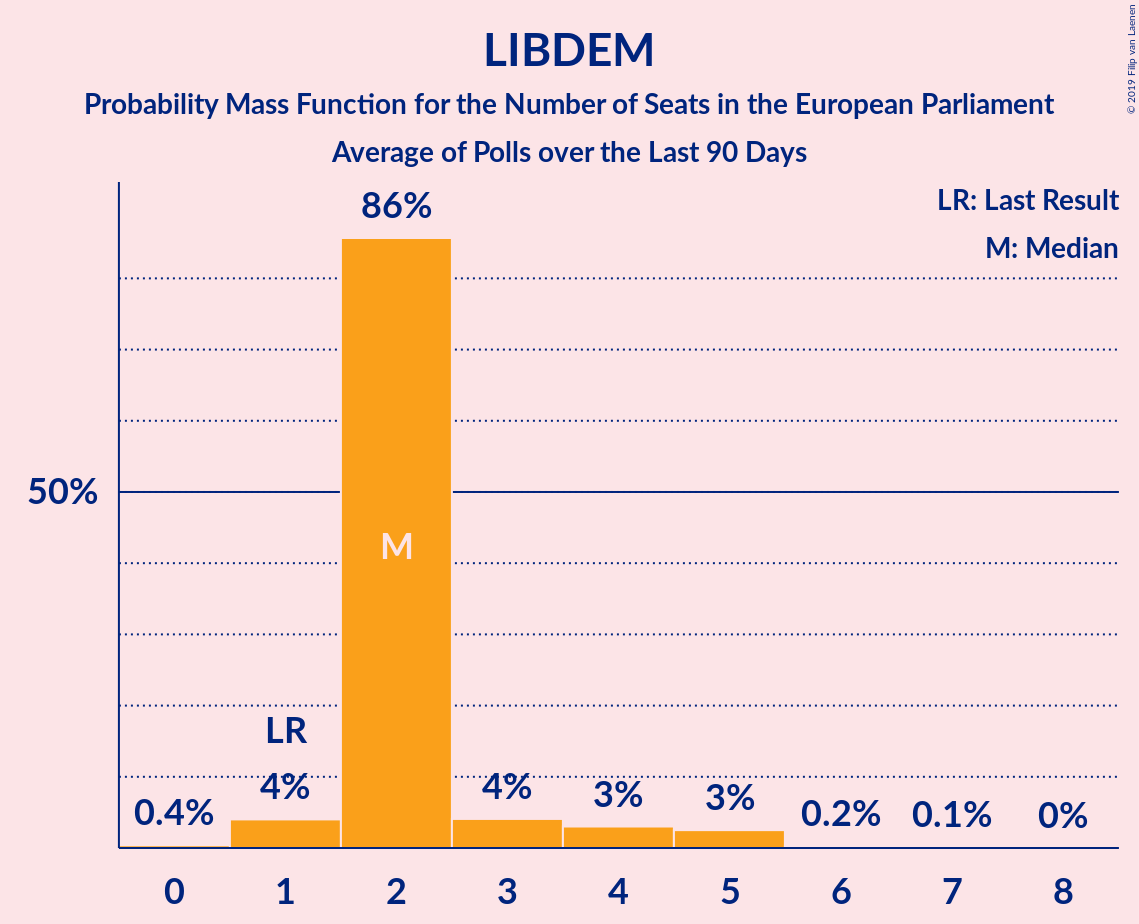 LIBDEM
Probability Mass Function for the Number of Seats in the European Parliament
Average of Polls over the Last 90 Days
© 2019 Filip van Laenen
LR: Last Result
M: Median
86%
50%
M
LR
0.4%
4%
4%
3%
3%
0.2%
0.1%
0%
0 1 2 3 4 5 6 7 8